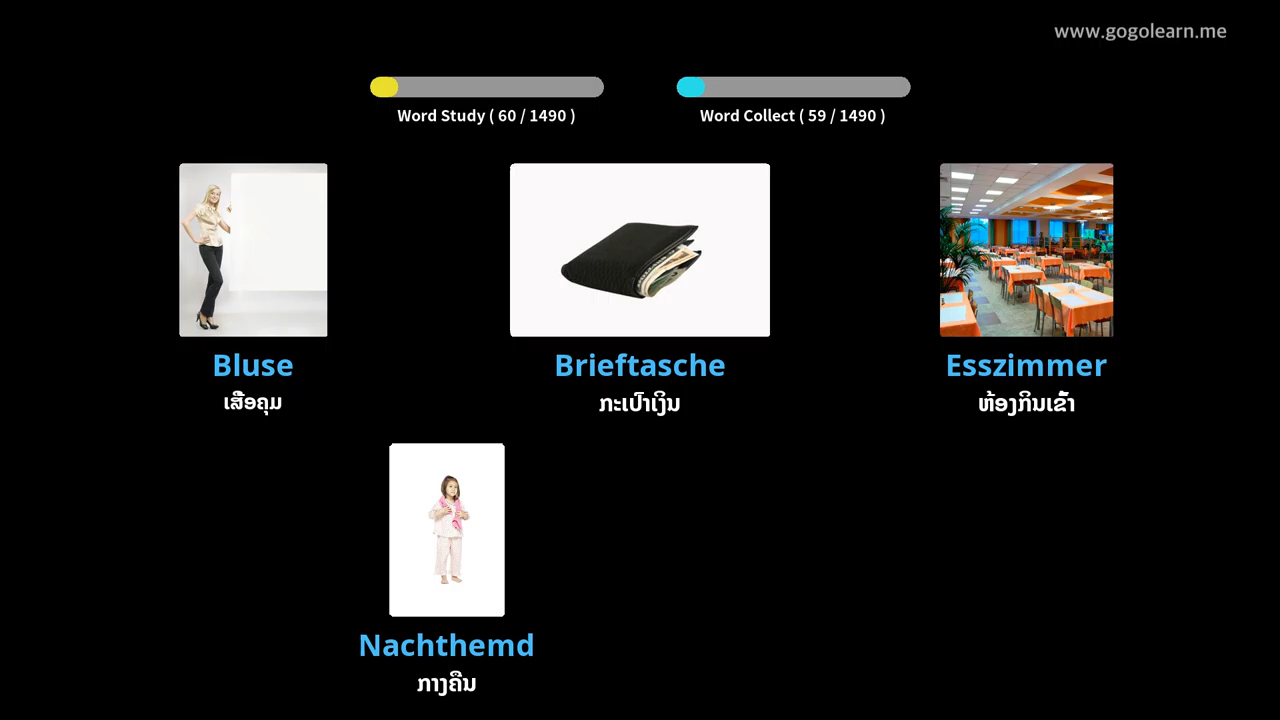 www.gogolearn.me
Word Study ( 60 / 1490 )
Word Collect ( 59 / 1490 )
Bluse
ເສື້ອຄຸມ
Brieftasche
ກະເປົາເງິນ
Esszimmer
ຫ້ອງກິນເຂົ້າ
Nachthemd
ກາງຄືນ